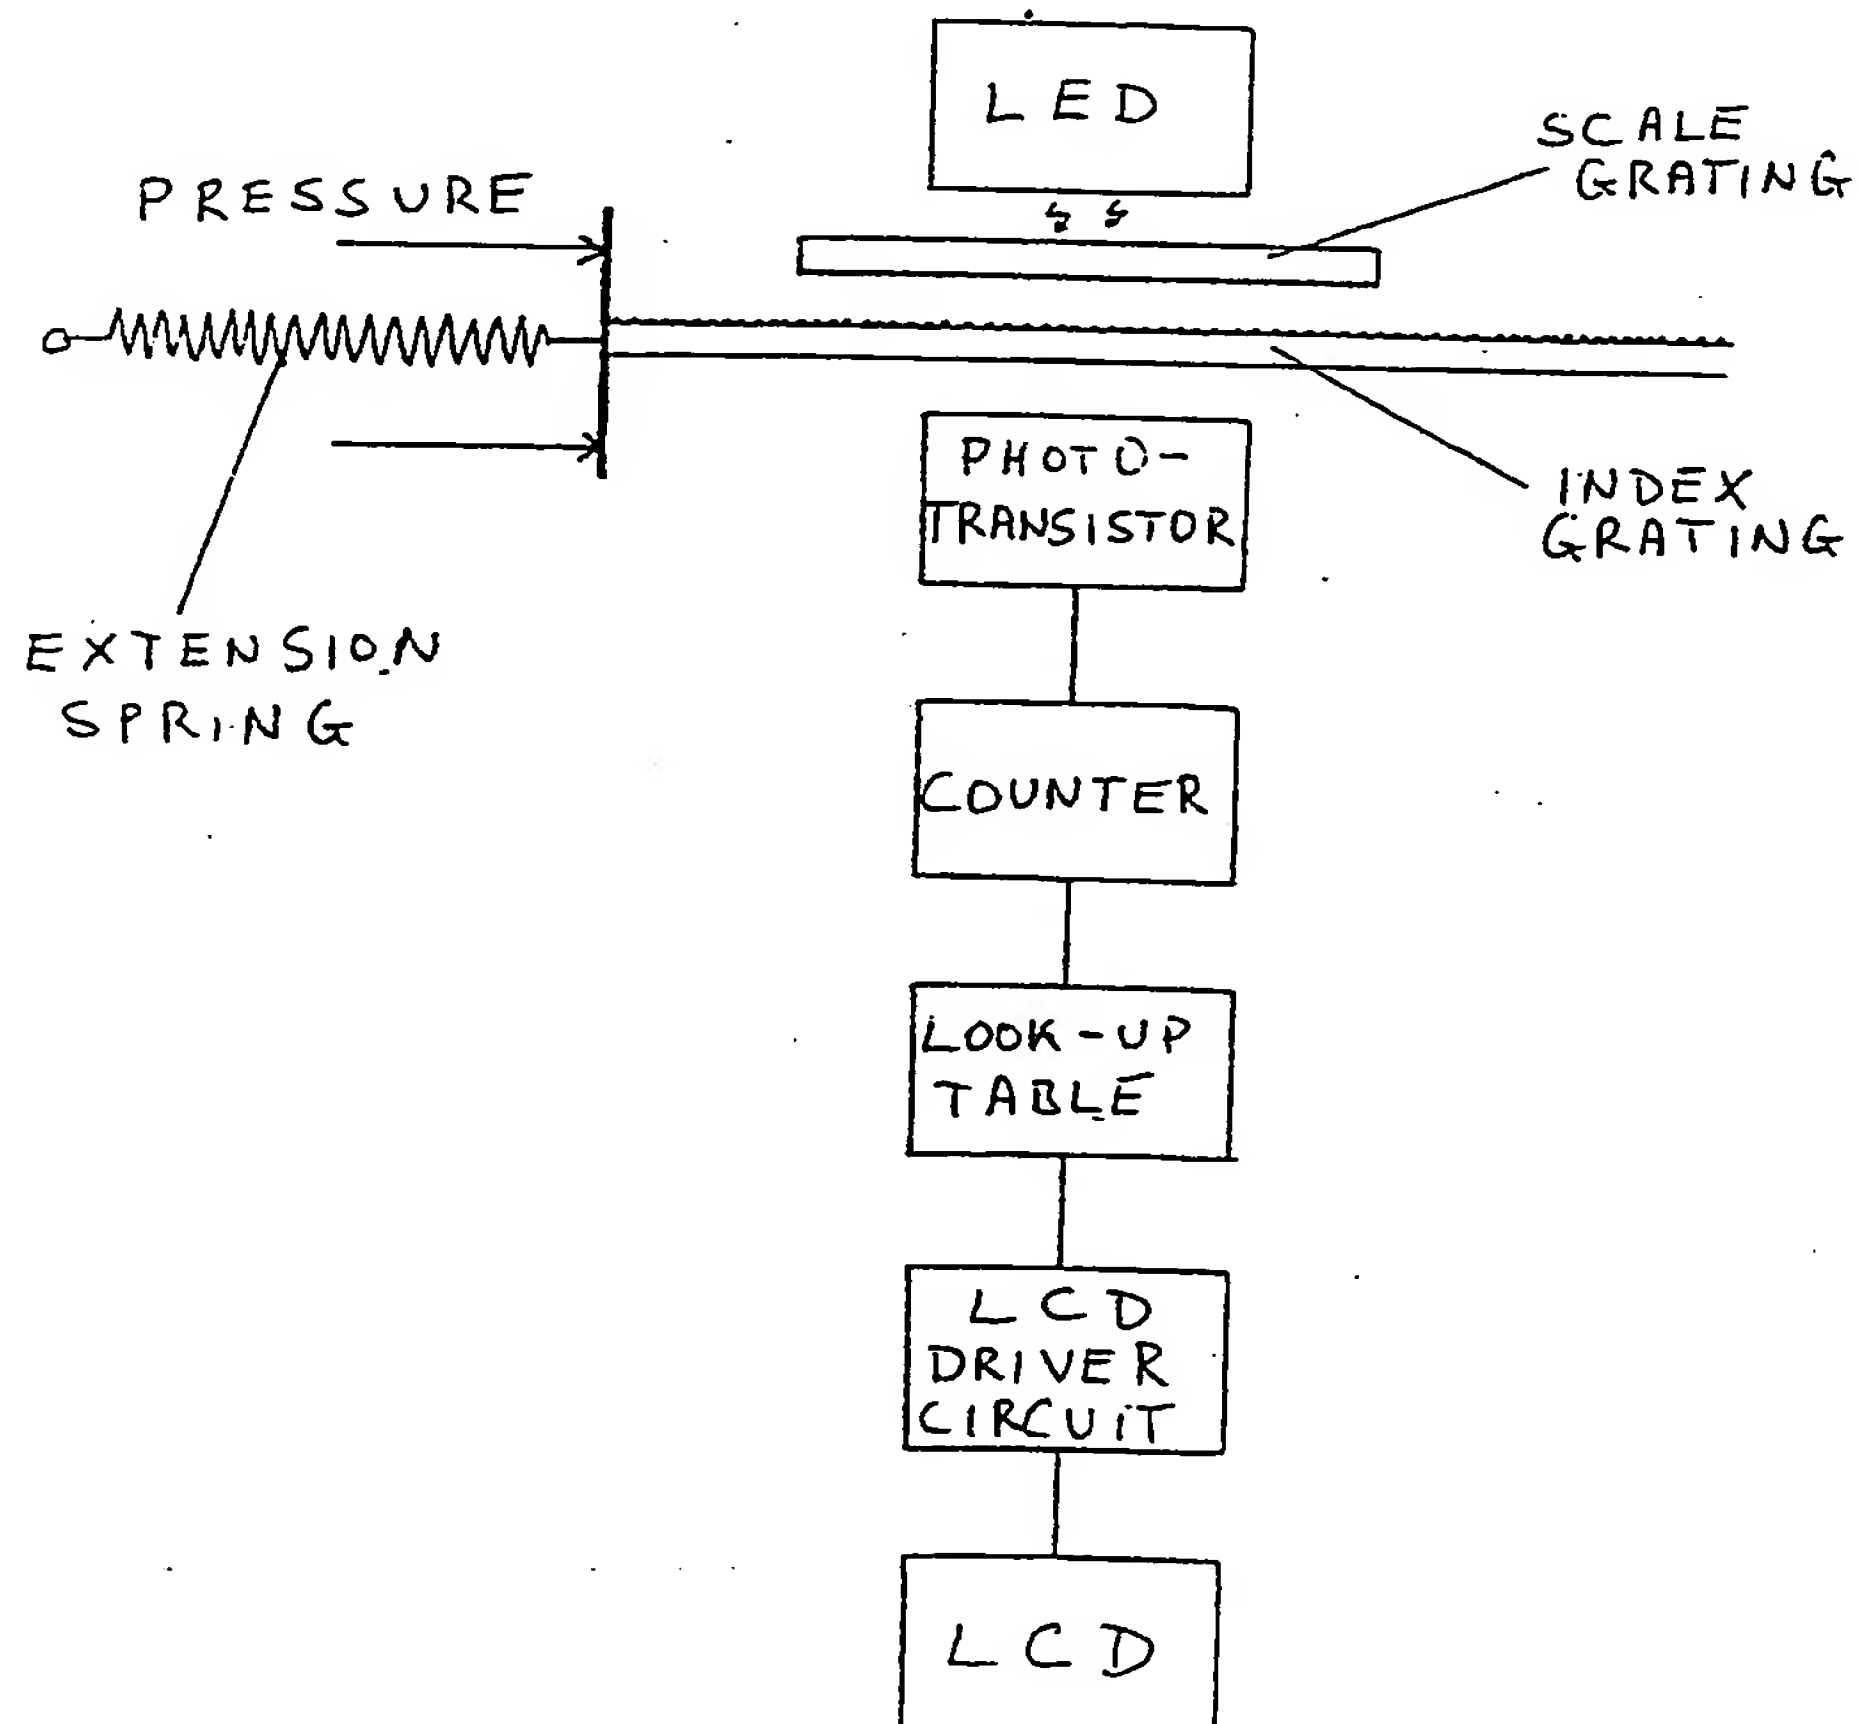 LED
SCALE
GRATING
PRESSURE
PHOTO-
TRANSISTOR
INDEX
GRATING
EXTENSION
SPRING
COUNTER
LOOK-UP
TABLE
LCD
DRIVER
CIRCUIT
LCD